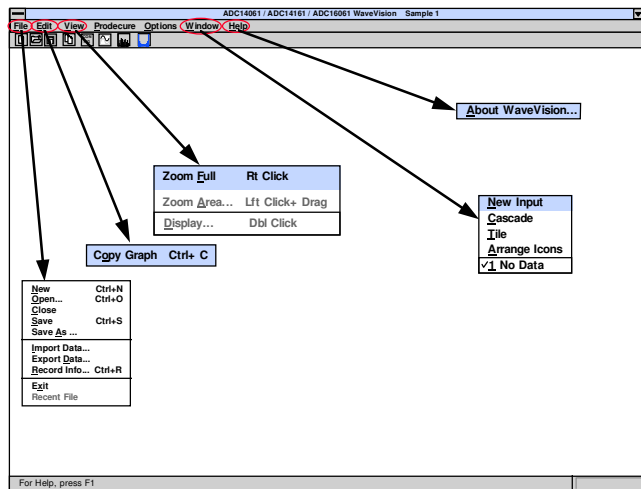 ADC14061 / ADC14161 / ADC16061 WaveVision    Sample 1
File Edit View Prodecure Options Window Help
About WaveVision...
Zoom Full    Rt Click
Zoom Area...    Lft Click+ Drag
Display...    Dbl Click
New Input
Cascade
Tile
Arrange Icons
✓1 No Data
Copy Graph    Ctrl+ C
New    Ctrl+N
Open...    Ctrl+O
Close
Save    Ctrl+S
Save As ...
Import Data...
Export Data...
Record Info...    Ctrl+R
Exit
Recent File
For Help, press F1